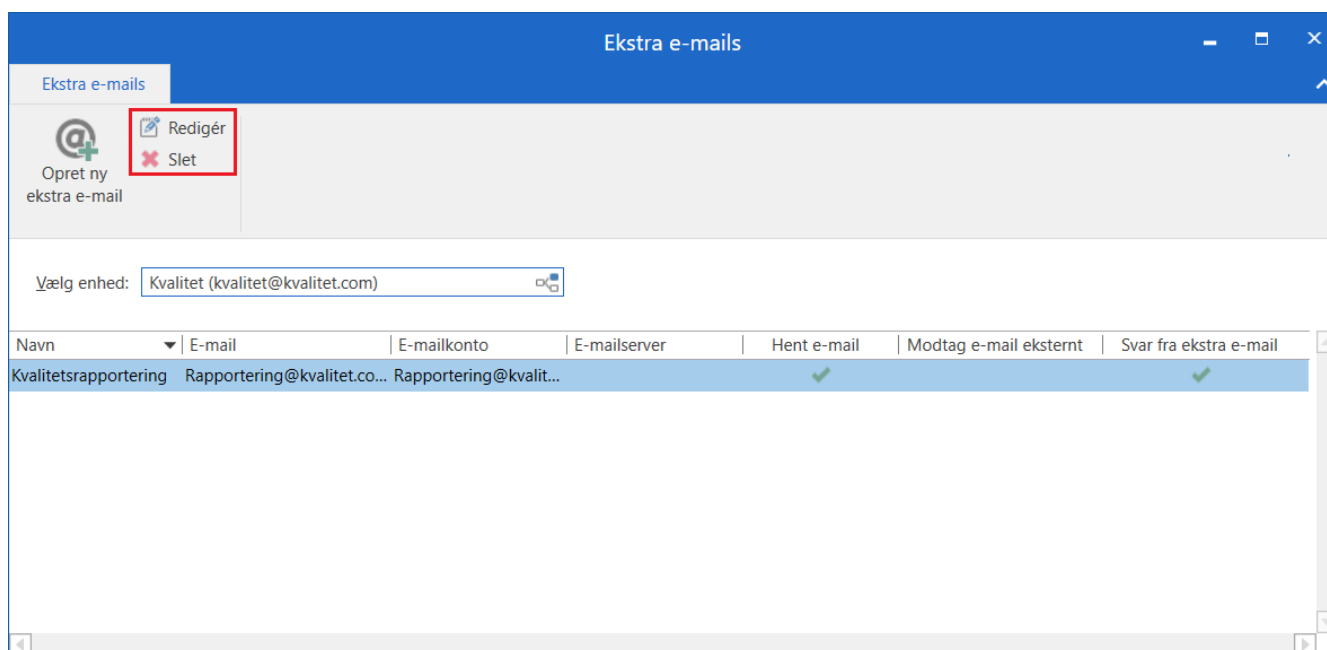 Ekstra e-mails
Ekstra e-mails
Redigér
Slet
Opret ny
ekstra e-mail
Vælg enhed: Kvalitet (kvalitet@kvalitet.com)
Navn E-mail E-mailkonto E-mailserver Hent e-mail Modtag e-mail eksternt Svar fra ekstra e-mail
Kvalitetsrapportering Rapportering@kvalitet.co... Rapportering@kvalit...